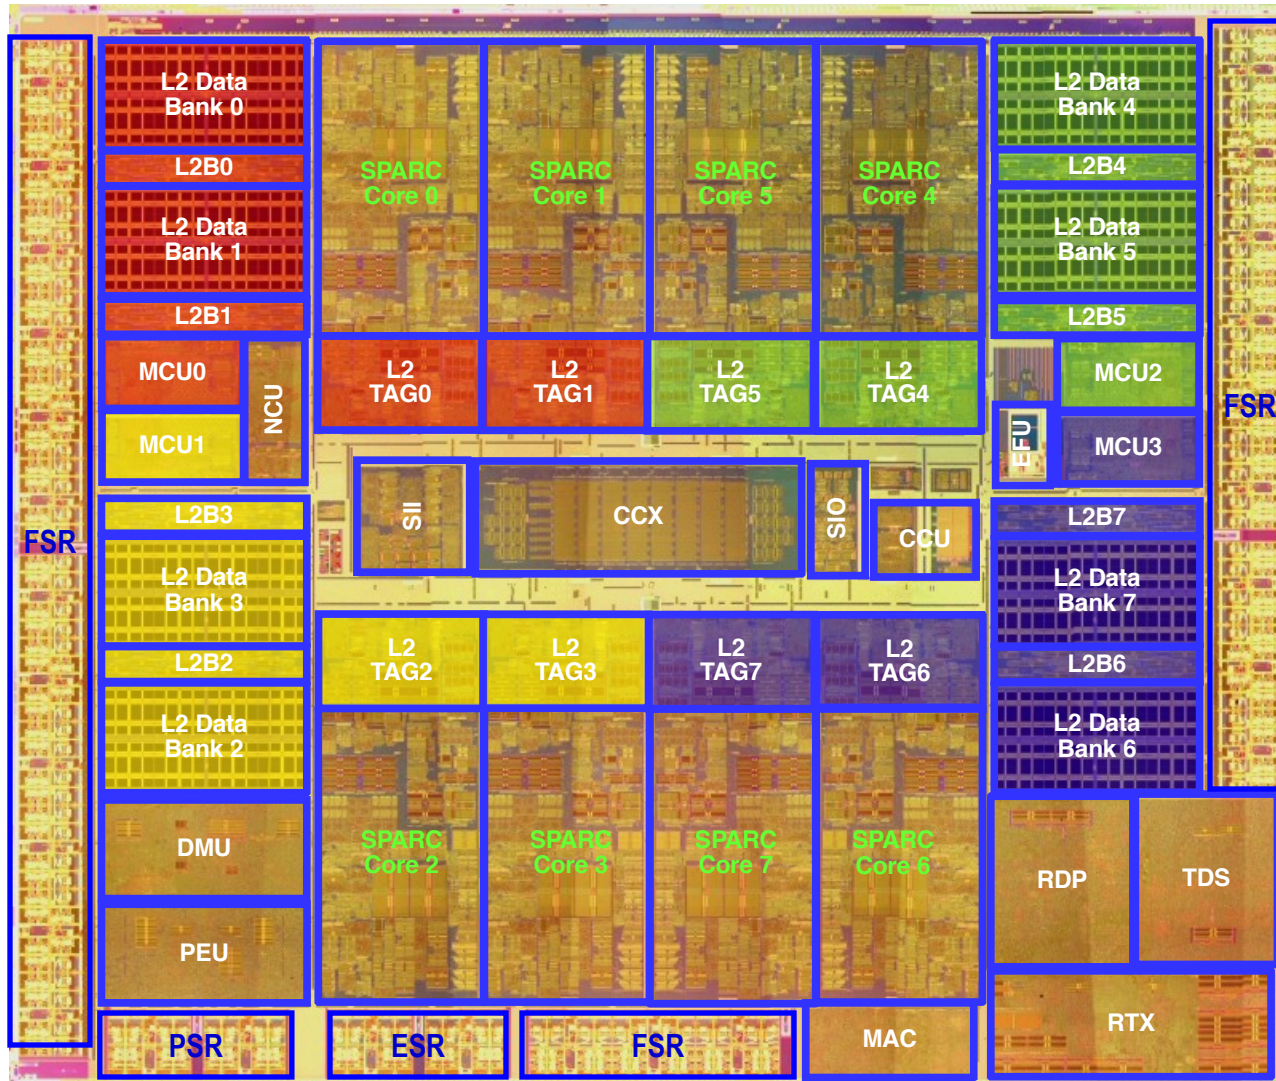 L2 Data
Bank 0
L2B0
L2 Data
Bank 1
L2B1
MCU0
MCU1
NCU
FSR
L2B3
L2 Data
Bank 3
L2B2
L2 Data
Bank 2
DMU
PEU
SPARC
Core 0
SPARC
Core 1
SPARC
Core 5
SPARC
Core 4
L2
TAG0
L2
TAG1
L2
TAG5
L2
TAG4
SII
CCX
SIO
CCU
L2
TAG2
L2
TAG3
L2
TAG7
L2
TAG6
SPARC
Core 2
SPARC
Core 3
SPARC
Core 7
SPARC
Core 6
L2 Data
Bank 4
L2B4
L2 Data
Bank 5
L2B5
MCU2
EFU
MCU3
FSR
L2B7
L2 Data
Bank 7
L2B6
L2 Data
Bank 6
RDP
TDS
RTX
PSR
ESR
FSR
MAC